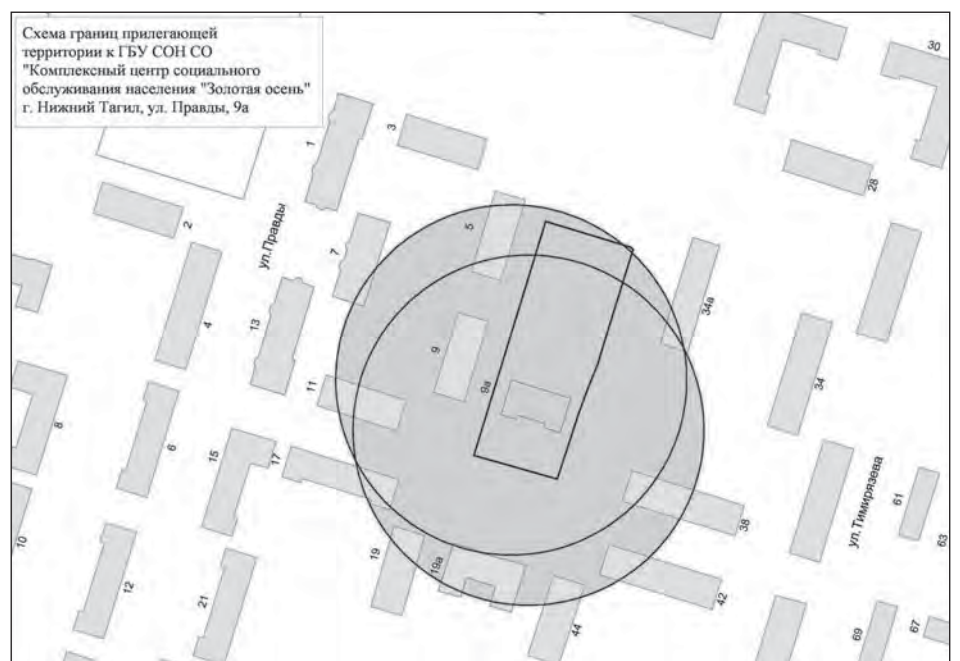 Схема границ прилегающей
территории к ГБУ СОН СО
"Комплексный центр социального
обслуживания населения "Золотая осень"
г. Нижний Тагил, ул. Правды, 9а
30
3
1
28
2
5
ул.Правды
7
34а
4
13
9
9а
34
11
8
6
15
17
61
ул.Тимирязева
38
63
10
19
19а
12
21
42
44
67
69